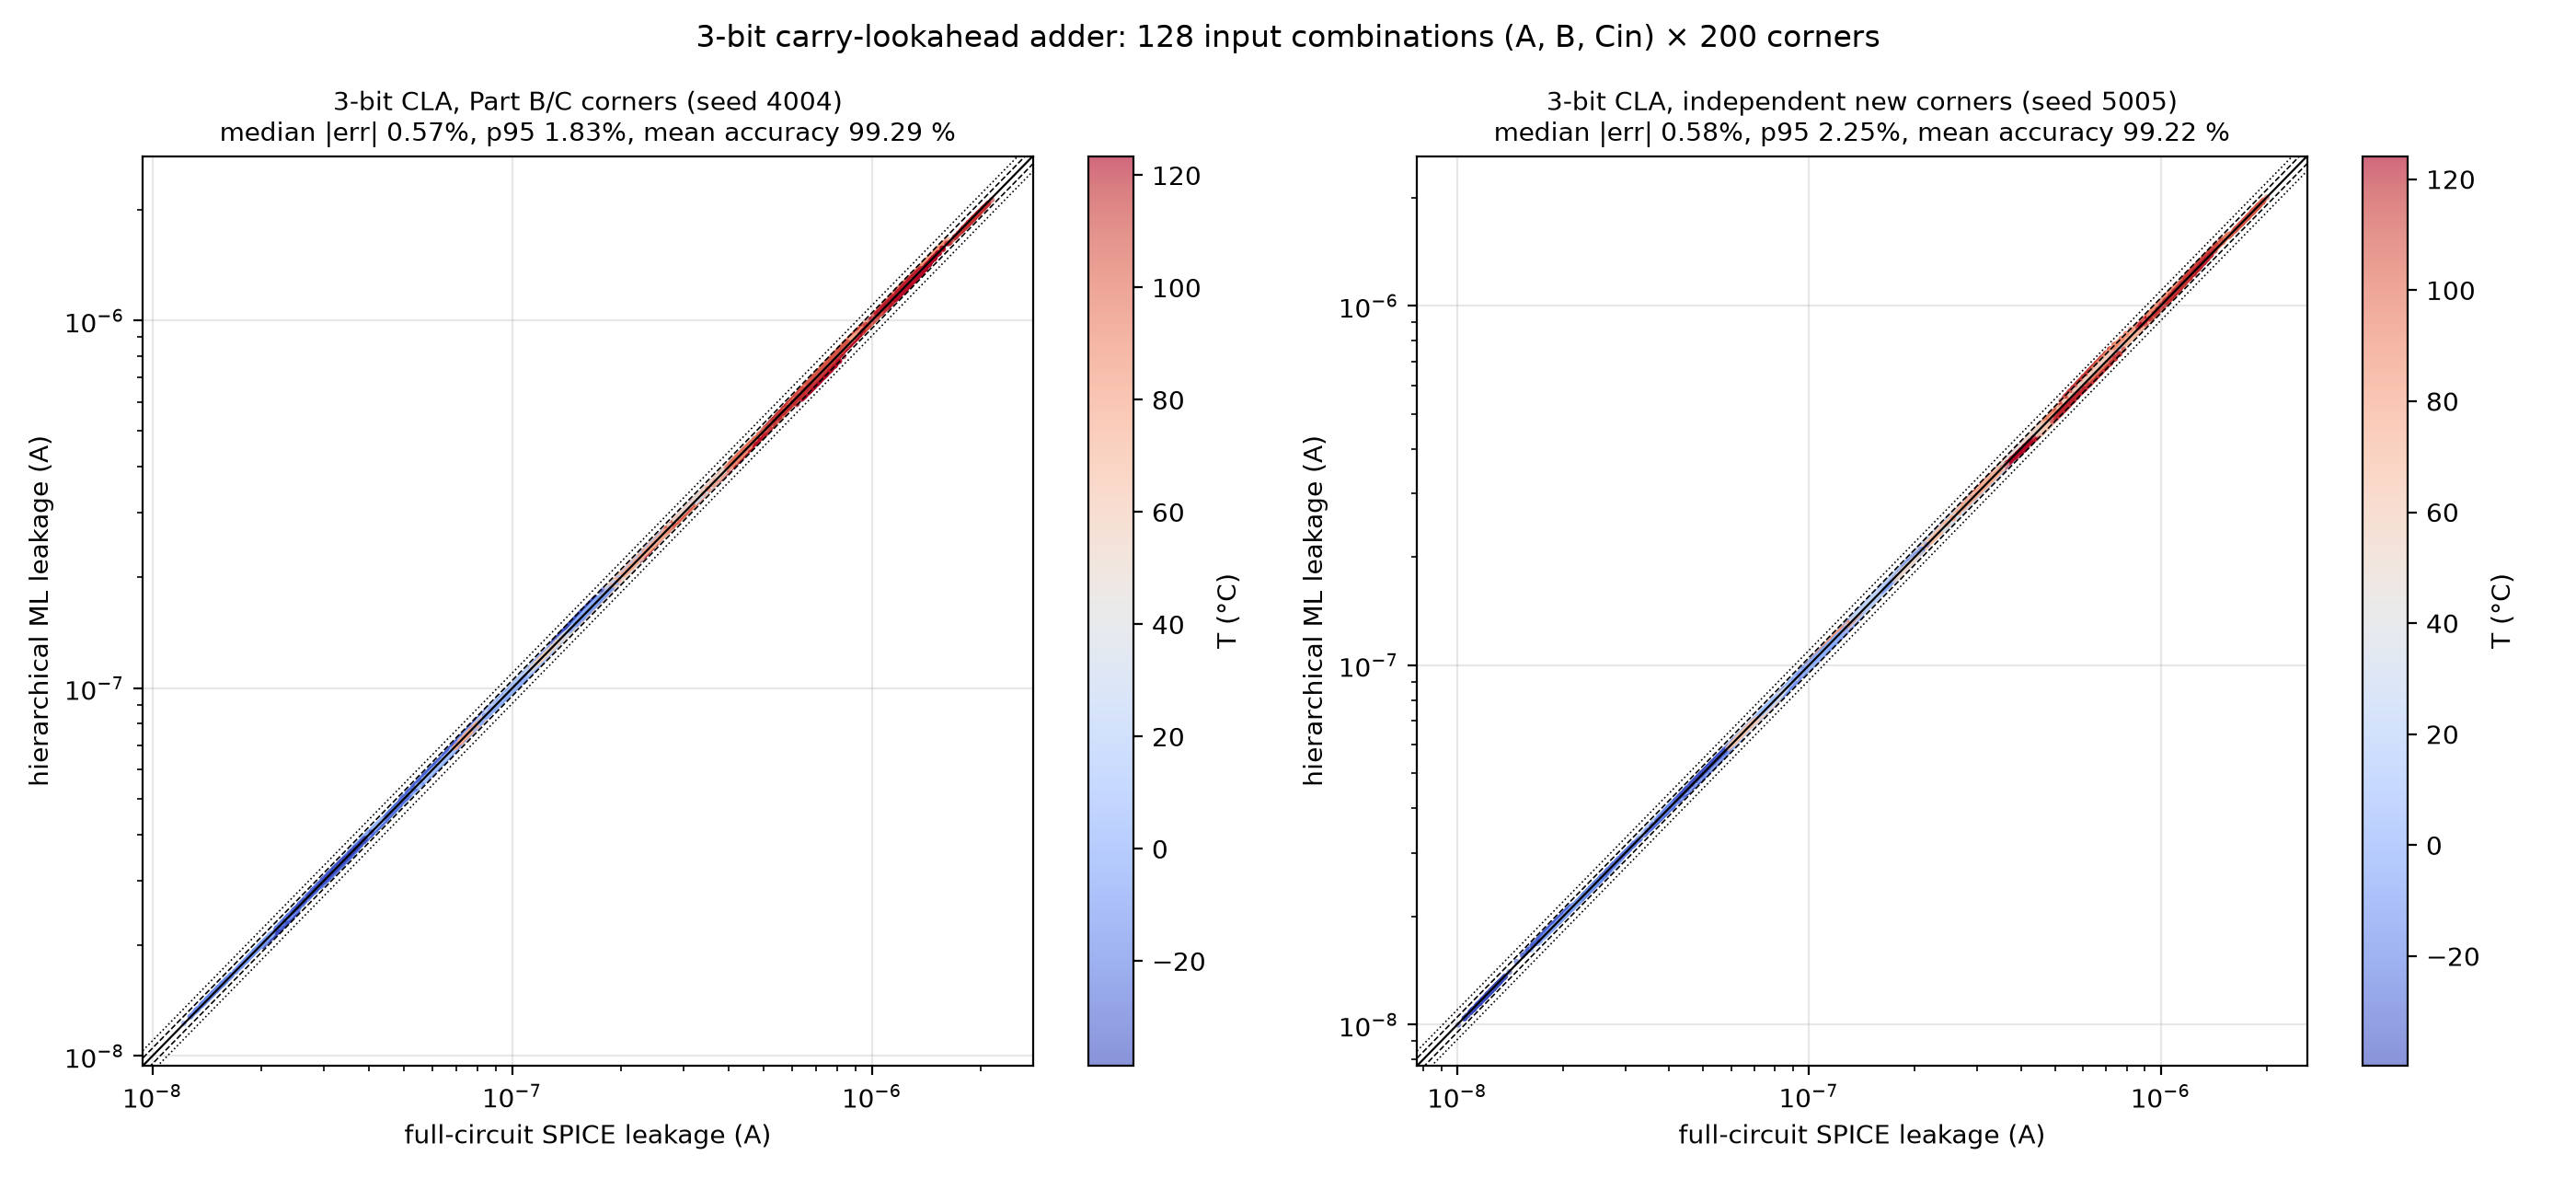 3-bit carry-lookahead adder: 128 input combinations (A, B, Cin) × 200 corners
3-bit CLA, Part B/C corners (seed 4004)
median |err| 0.57%, p95 1.83%, mean accuracy 99.29 %
hierarchical ML leakage (A)
10⁻⁶
10⁻⁷
10⁻⁸
10⁻⁸
10⁻⁷
10⁻⁶
full-circuit SPICE leakage (A)
120
100
80
60
40
20
0
−20
T (°C)
3-bit CLA, independent new corners (seed 5005)
median |err| 0.58%, p95 2.25%, mean accuracy 99.22 %
hierarchical ML leakage (A)
10⁻⁶
10⁻⁷
10⁻⁸
10⁻⁸
10⁻⁷
10⁻⁶
full-circuit SPICE leakage (A)
120
100
80
60
40
20
0
−20
T (°C)